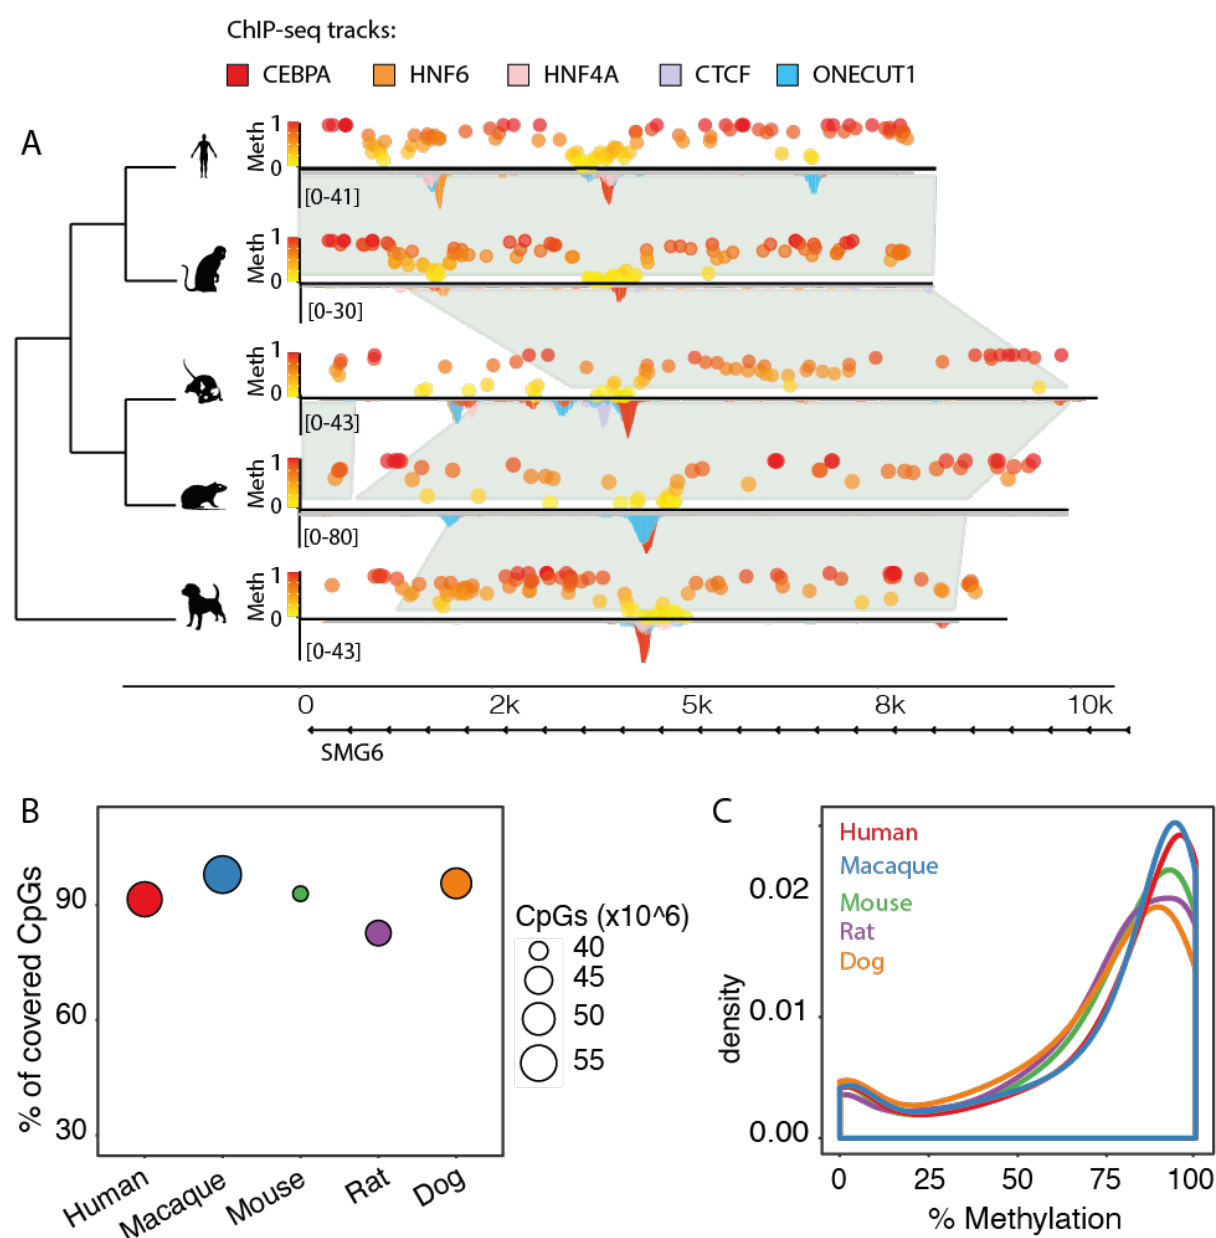 ChIP-seq tracks:
CEBPA HNF6 HNF4A CTCF ONECUT1
A
Meth 1 0
[0-41]
Meth 1 0
[0-30]
Meth 1 0
[0-43]
Meth 1 0
[0-80]
Meth 1 0
[0-43]
0 2k 5k 8k 10k
SMG6
B
% of covered CpGs
90
60
30
Human Macaque Mouse Rat Dog
CpGs (x10^6)
40
45
50
55
C
Human
Macaque
Mouse
Rat
Dog
density
0.02
0.01
0.00
0 25 50 75 100
% Methylation